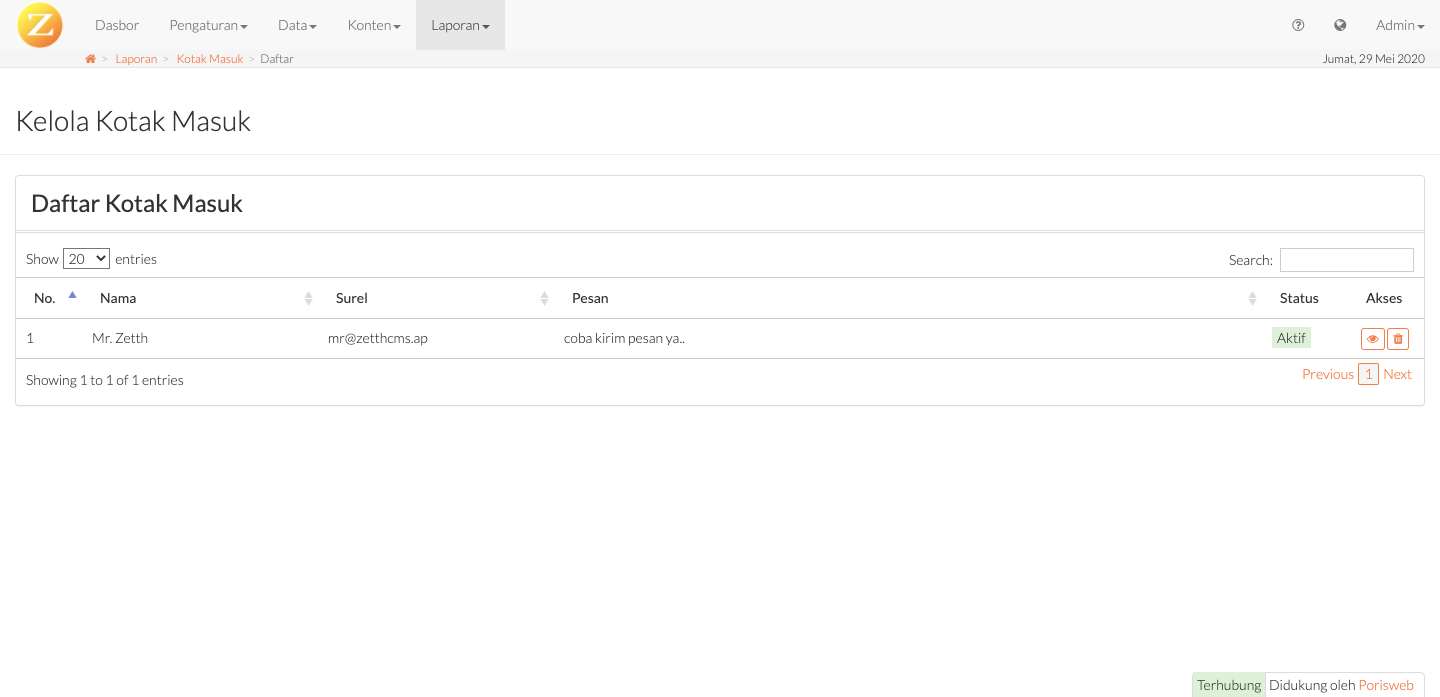 Z Dasbor Pengaturan Data Konten Laporan Admin
> Laporan > Kotak Masuk > Daftar Jumat, 29 Mei 2020
Kelola Kotak Masuk
Daftar Kotak Masuk
Show 20 entries Search:
No. Nama Surel Pesan Status Akses
1 Mr. Zetth mr@zetthcms.ap coba kirim pesan ya.. Aktif
Showing 1 to 1 of 1 entries Previous 1 Next
Terhubung Didukung oleh Porisweb